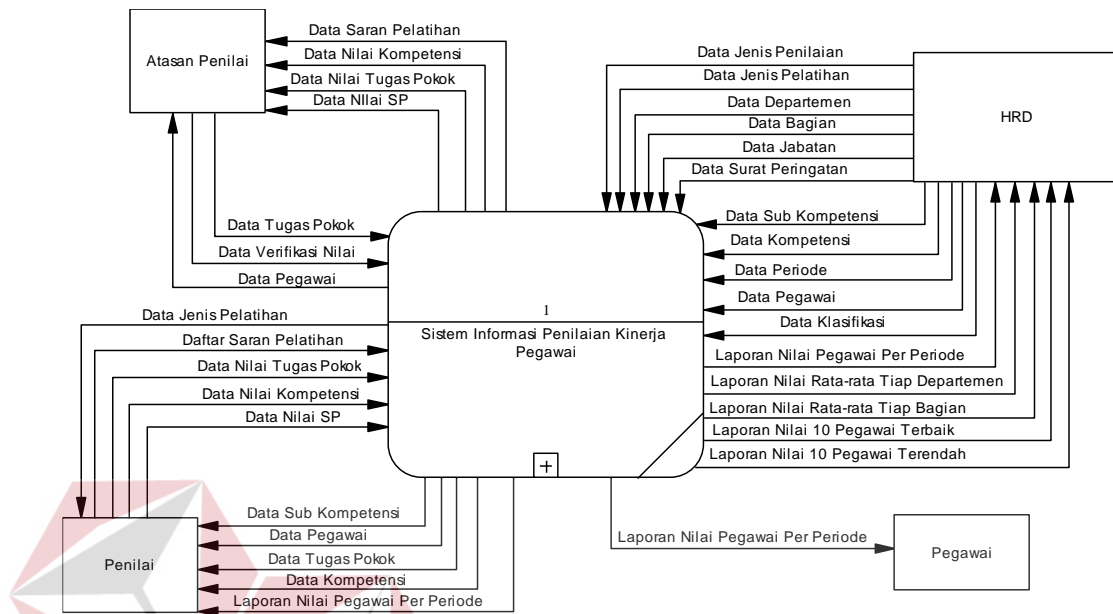 Atasan Penilai
Data Saran Pelatihan
Data Nilai Kompetensi
Data Nilai Tugas Pokok
Data NIlai SP
Data Jenis Penilaian
Data Jenis Pelatihan
Data Departemen
Data Bagian
Data Jabatan
Data Surat Peringatan
HRD
Data Tugas Pokok
Data Verifikasi Nilai
Data Pegawai
Data Sub Kompetensi
Data Kompetensi
Data Periode
Data Pegawai
Data Klasifikasi
1
Sistem Informasi Penilaian Kinerja
Pegawai
Data Jenis Pelatihan
Daftar Saran Pelatihan
Data Nilai Tugas Pokok
Data Nilai Kompetensi
Data Nilai SP
Laporan Nilai Pegawai Per Periode
Laporan Nilai Rata-rata Tiap Departemen
Laporan Nilai Rata-rata Tiap Bagian
Laporan Nilai 10 Pegawai Terbaik
Laporan Nilai 10 Pegawai Terendah
Penilai
Data Sub Kompetensi
Data Pegawai
Data Tugas Pokok
Data Kompetensi
Laporan Nilai Pegawai Per Periode
Laporan Nilai Pegawai Per Periode
Pegawai